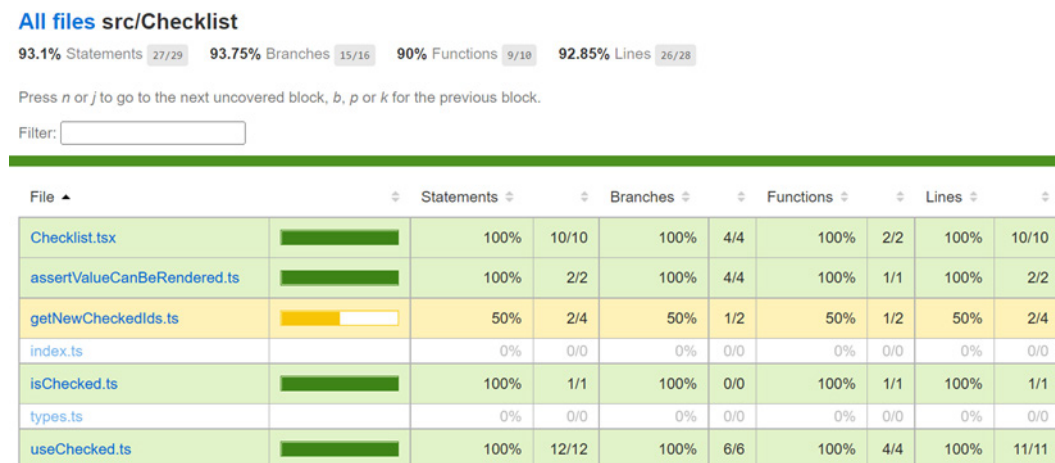 All files src/Checklist
93.1% Statements 27/29 93.75% Branches 15/16 90% Functions 9/10 92.85% Lines 26/28
Press n or j to go to the next uncovered block, b, p or k for the previous block.
Filter:
File Statements Branches Functions Lines
Checklist.tsx 100% 10/10 100% 4/4 100% 2/2 100% 10/10
assertValueCanBeRendered.ts 100% 2/2 100% 4/4 100% 1/1 100% 2/2
getNewCheckedIds.ts 50% 2/4 50% 1/2 50% 1/2 50% 2/4
index.ts 0% 0/0 0% 0/0 0% 0/0 0% 0/0
isChecked.ts 100% 1/1 100% 0/0 100% 1/1 100% 1/1
types.ts 0% 0/0 0% 0/0 0% 0/0 0% 0/0
useChecked.ts 100% 12/12 100% 6/6 100% 4/4 100% 11/11